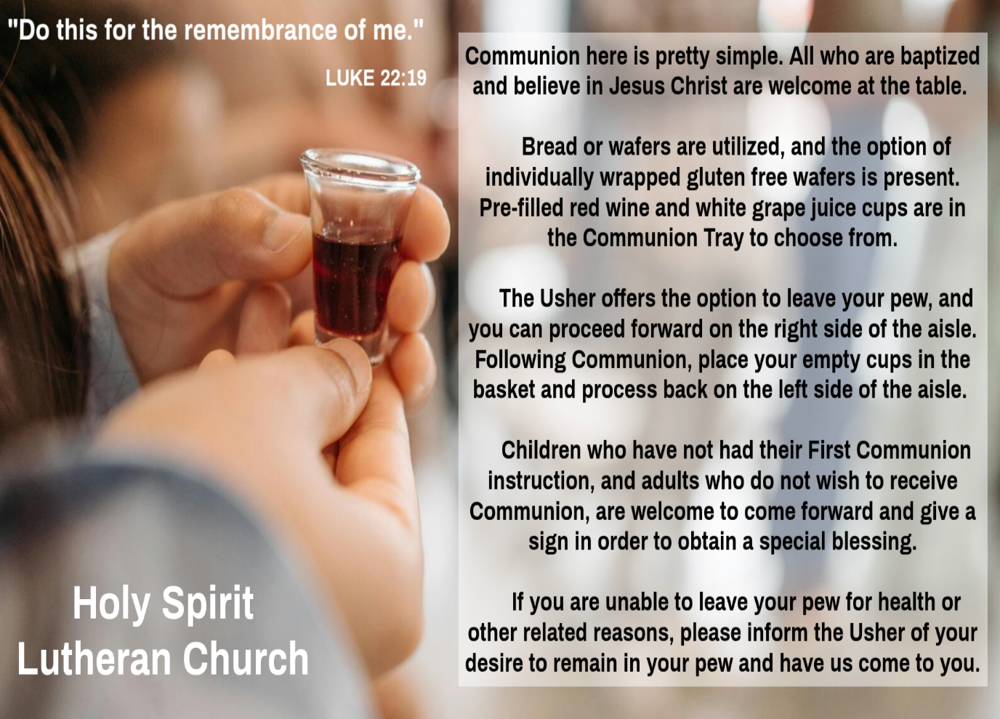 "Do this for the remembrance of me."
LUKE 22:19
Communion here is pretty simple. All who are baptized
and believe in Jesus Christ are welcome at the table.
Bread or wafers are utilized, and the option of
individually wrapped gluten free wafers is present.
Pre-filled red wine and white grape juice cups are in
the Communion Tray to choose from.
The Usher offers the option to leave your pew, and
you can proceed forward on the right side of the aisle.
Following Communion, place your empty cups in the
basket and process back on the left side of the aisle.
Children who have not had their First Communion
instruction, and adults who do not wish to receive
Communion, are welcome to come forward and give a
sign in order to obtain a special blessing.
If you are unable to leave your pew for health or
other related reasons, please inform the Usher of your
desire to remain in your pew and have us come to you.
Holy Spirit
Lutheran Church